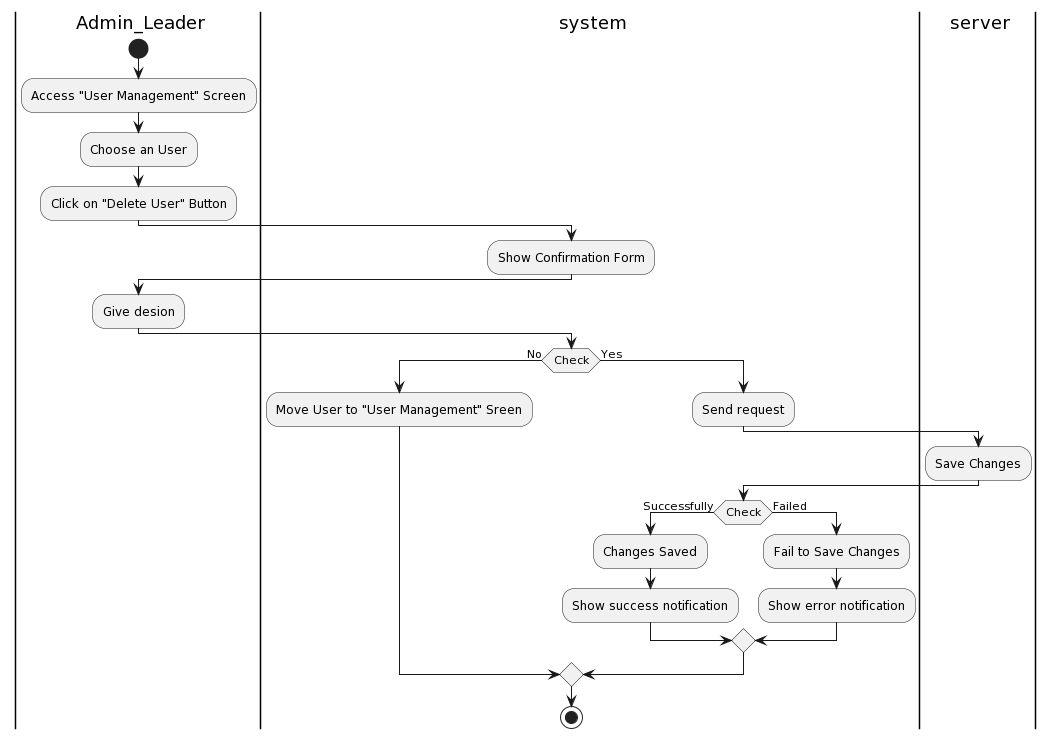 Admin_Leader
system
server
Access "User Management" Screen
Choose an User
Click on "Delete User" Button
Show Confirmation Form
Give desion
No
Check
Yes
Move User to "User Management" Sreen
Send request
Save Changes
Successfully
Check
Failed
Changes Saved
Fail to Save Changes
Show success notification
Show error notification